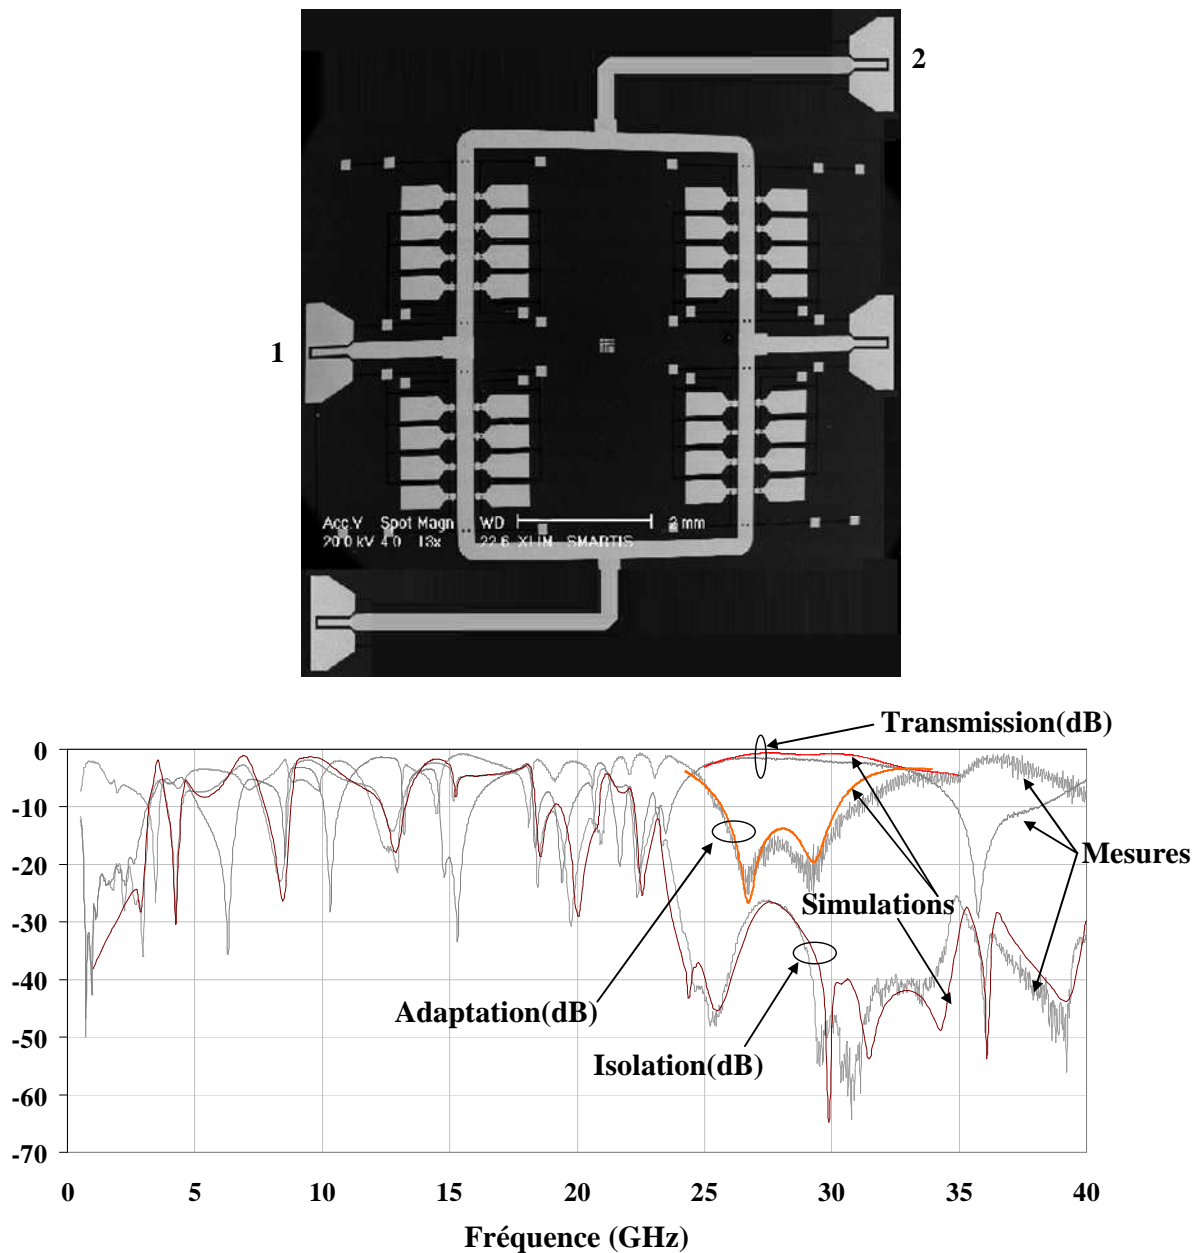 2
1
Acc.V Spot Magn WD 2 mm
20.0 kV 4.0 13x 22.6 XLIM SMARTIS
Transmission(dB)
0
-10
-20
-30
-40
-50
-60
-70
Mesures
Simulations
Adaptation(dB)
Isolation(dB)
0 5 10 15 20 25 30 35 40
Fréquence (GHz)